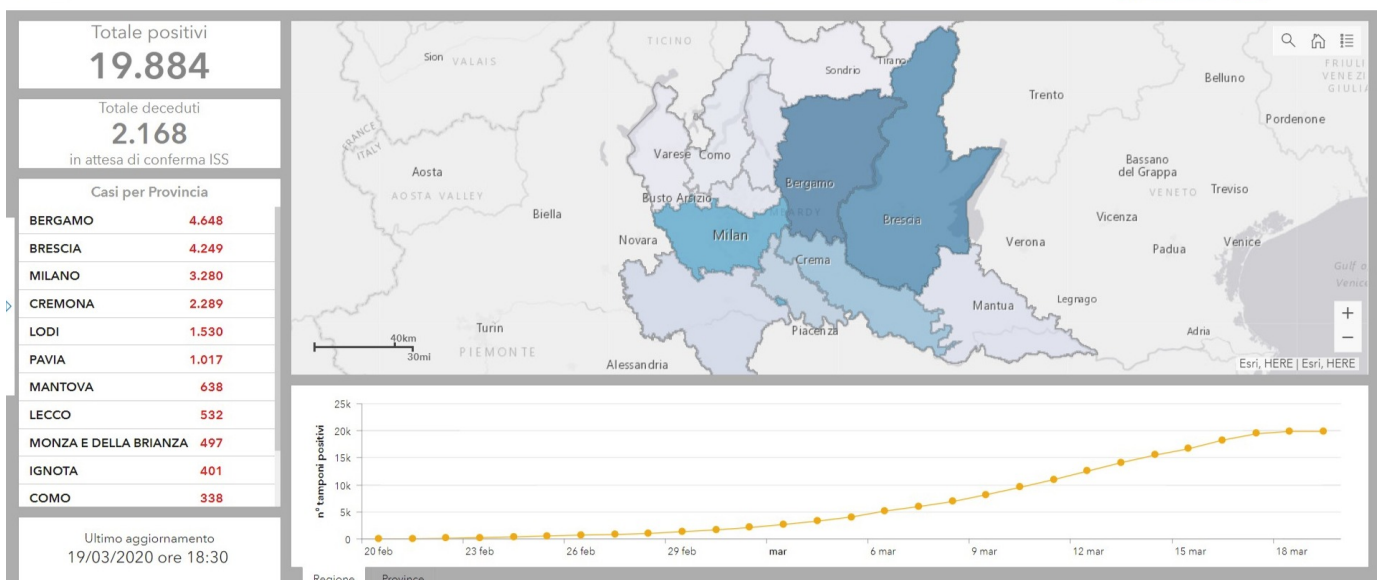 Totale positivi
19.884
Totale deceduti
2.168
in attesa di conferma ISS
Casi per Provincia
BERGAMO 4.648
BRESCIA 4.249
MILANO 3.280
CREMONA 2.289
LODI 1.530
PAVIA 1.017
MANTOVA 638
LECCO 532
MONZA E DELLA BRIANZA 497
IGNOTA 401
COMO 338
Ultimo aggiornamento
19/03/2020 ore 18:30
TICINO
Sion VALAIS
Sondrio
Tirano
Belluno
FRIULI
VENEZI
GIULIA
Trento
Pordenone
FRANCE
ITALY
Varese Como
Aosta
Bassano
del Grappa
AOSTA VALLEY
Bergamo
VENETO Treviso
Biella
Busto Arsizio
Brescia
Vicenza
Novara
Milan
Verona
Padua
Venice
Crema
Gulf o
Venice
Mantua
Legnago
Turin
Piacenza
Adria
PIEMONTE
40km
30mi
Alessandria
+
−
Esri, HERE | Esri, HERE
n° tamponi positivi
25k
20k
15k
10k
5k
0
20 feb 23 feb 26 feb 29 feb mar 6 mar 9 mar 12 mar 15 mar 18 mar
Regione Province